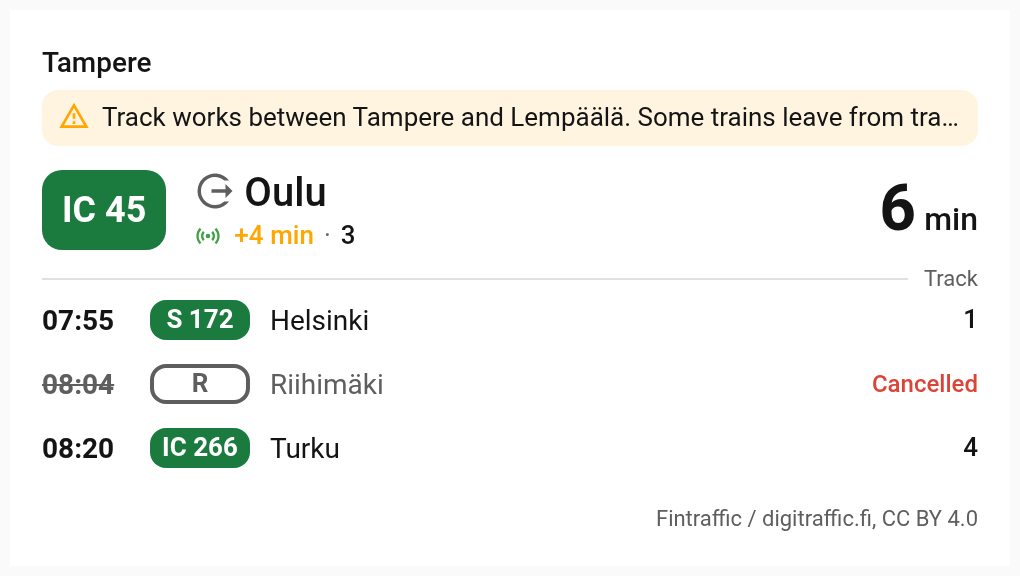 Tampere
Track works between Tampere and Lempäälä. Some trains leave from tra…
IC 45 Oulu 6 min
+4 min · 3
Track
07:55 S 172 Helsinki 1
08:04 R Riihimäki Cancelled
08:20 IC 266 Turku 4
Fintraffic / digitraffic.fi, CC BY 4.0